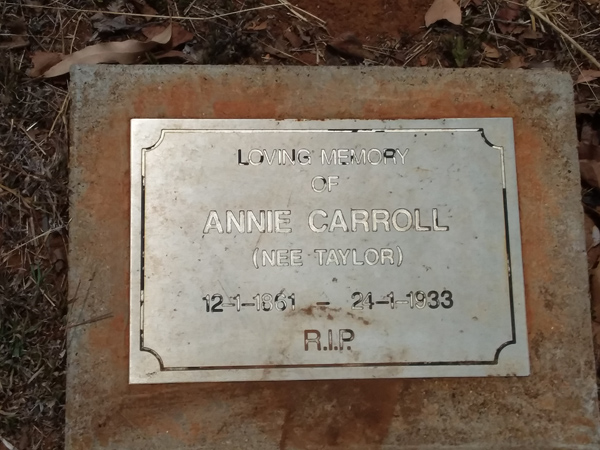 LOVING MEMORY
OF
ANNIE CARROLL
(NEE TAYLOR)
12-1-1861 - 24-1-1933
R.I.P.